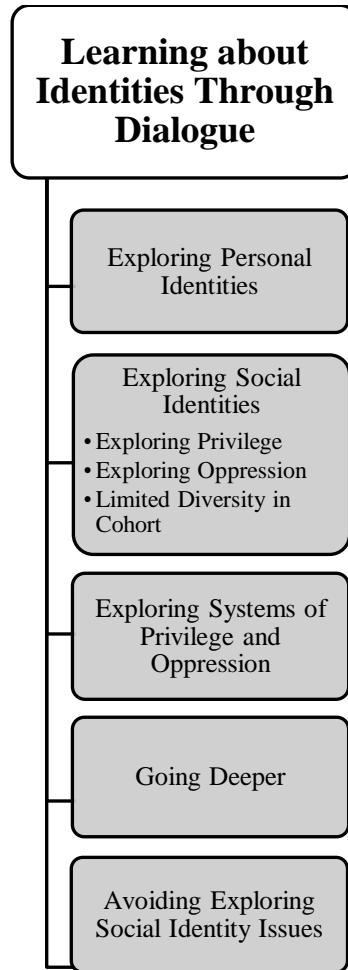 Learning about
Identities Through
Dialogue
Exploring Personal
Identities
Exploring Social
Identities
• Exploring Privilege
• Exploring Oppression
• Limited Diversity in
Cohort
Exploring Systems of
Privilege and
Oppression
Going Deeper
Avoiding Exploring
Social Identity Issues